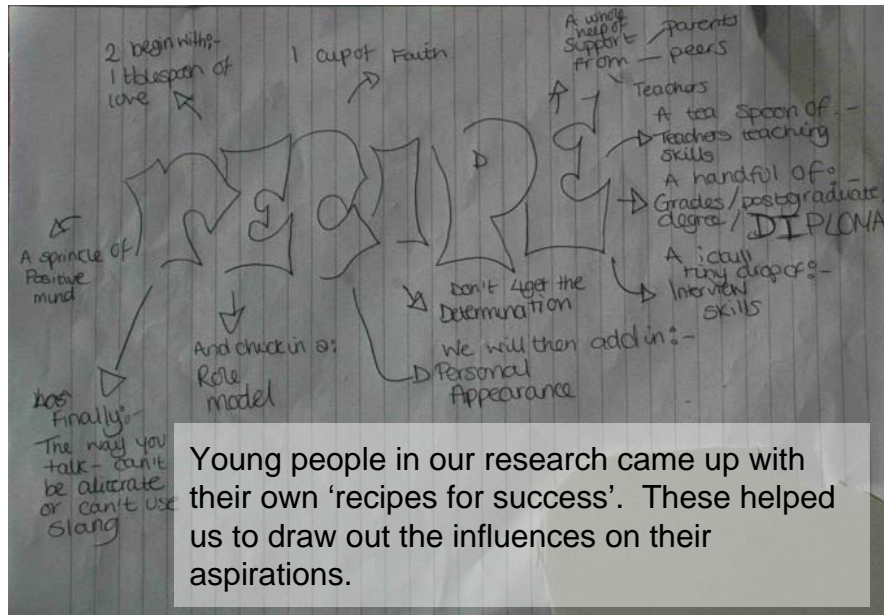 2 begin with:-
1 tblespoon of
love
1 cup of Faith
A whole
heap of
support
from
parents
peers
Teachers
A tea spoon of :-
Teachers teaching
skills
A handful of :-
Grades/postgraduate
degree/DIPLOMA
A
tiny drop of :-
Interview
skills
RECIPE
A sprincle of
Positive
mind
And chuck in a:
Role
model
Don't 4get the
Determination
We will then add in :-
Personal
Appearance
Finally:-
The way you
talk - can't
be
or can't use
slang
Young people in our research came up with
their own ‘recipes for success’.  These helped
us to draw out the influences on their
aspirations.